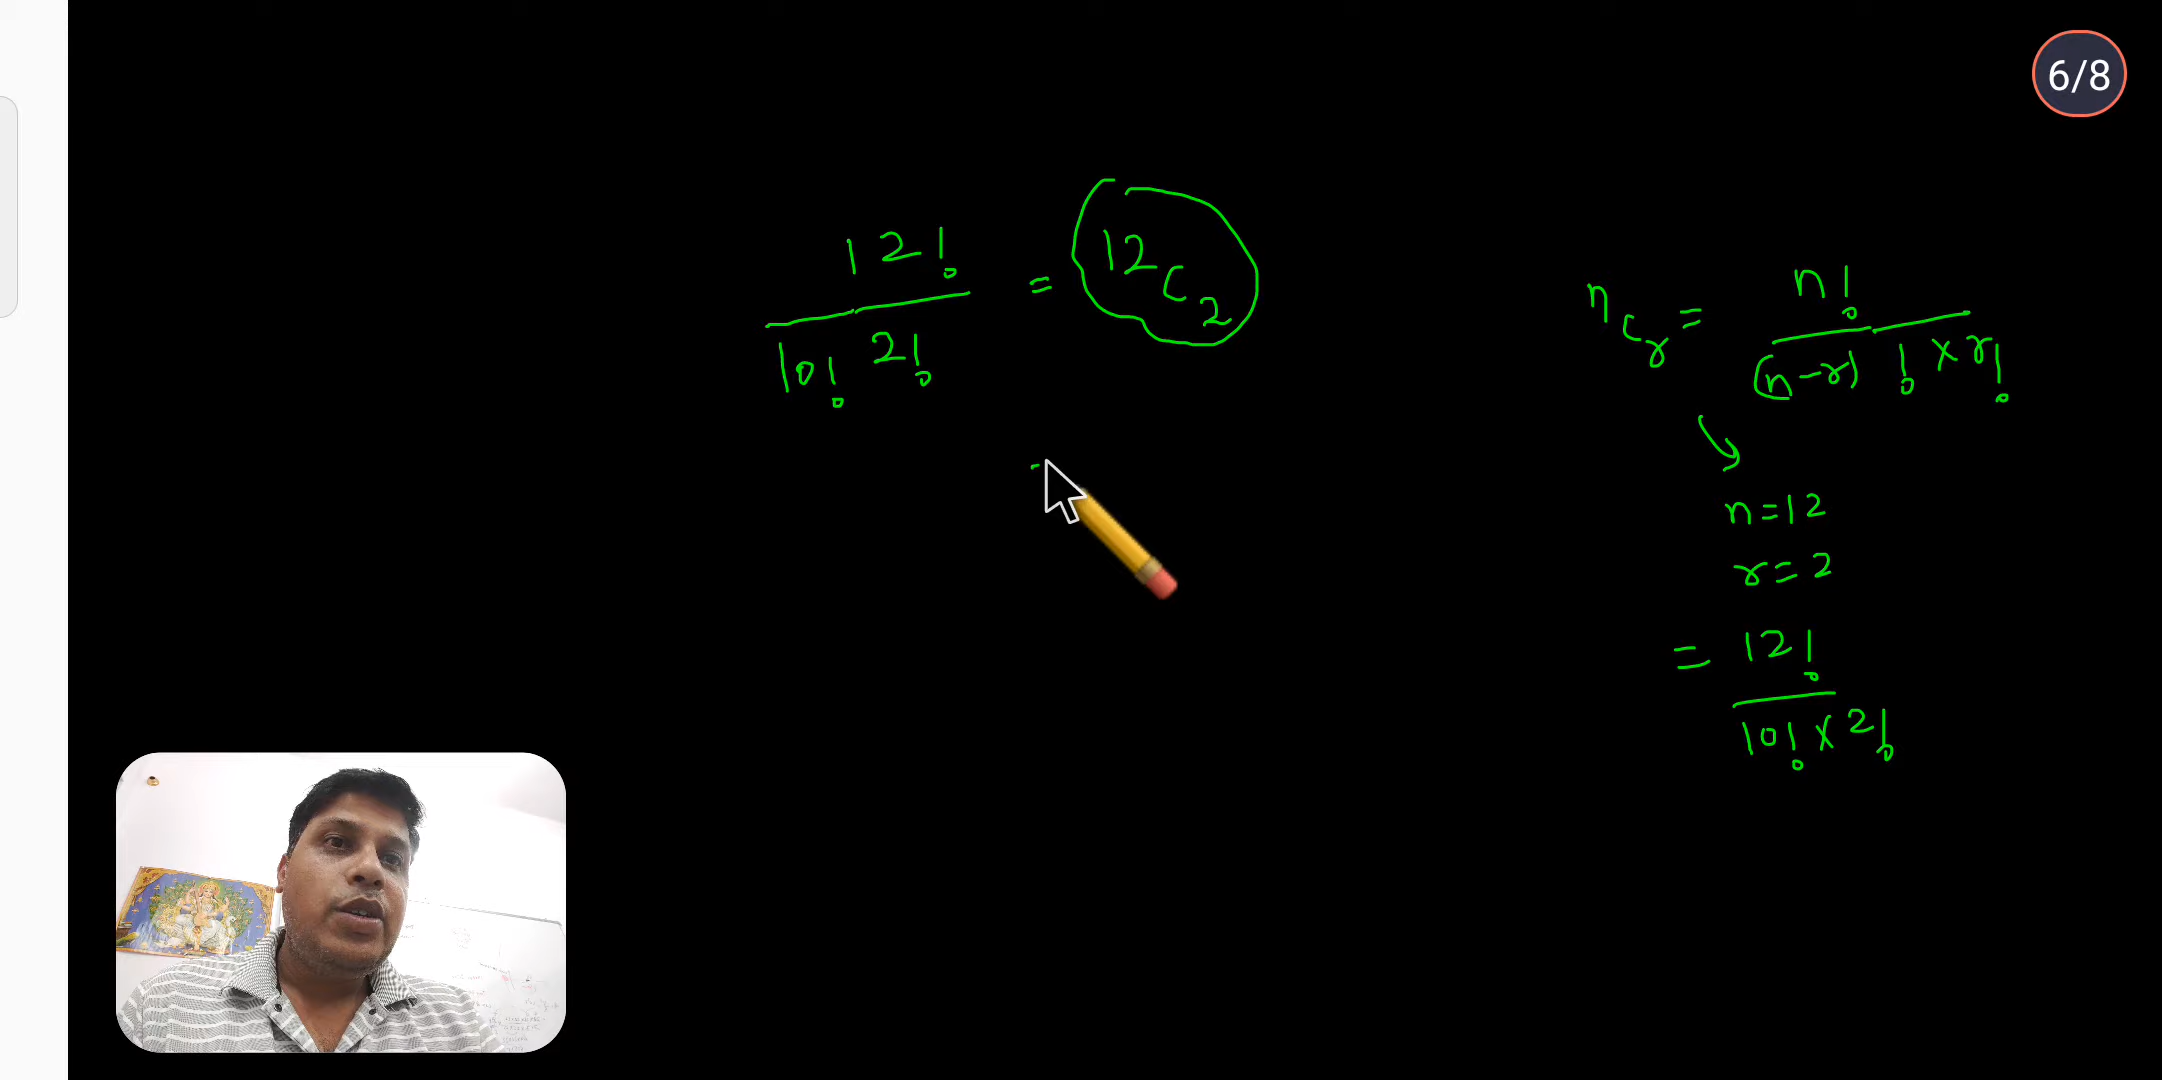 6/8
12! / 10! 2! = 12C2
nCr = n! / (n-r)! × r!
n=12
r=2
= 12! / 10! × 2!